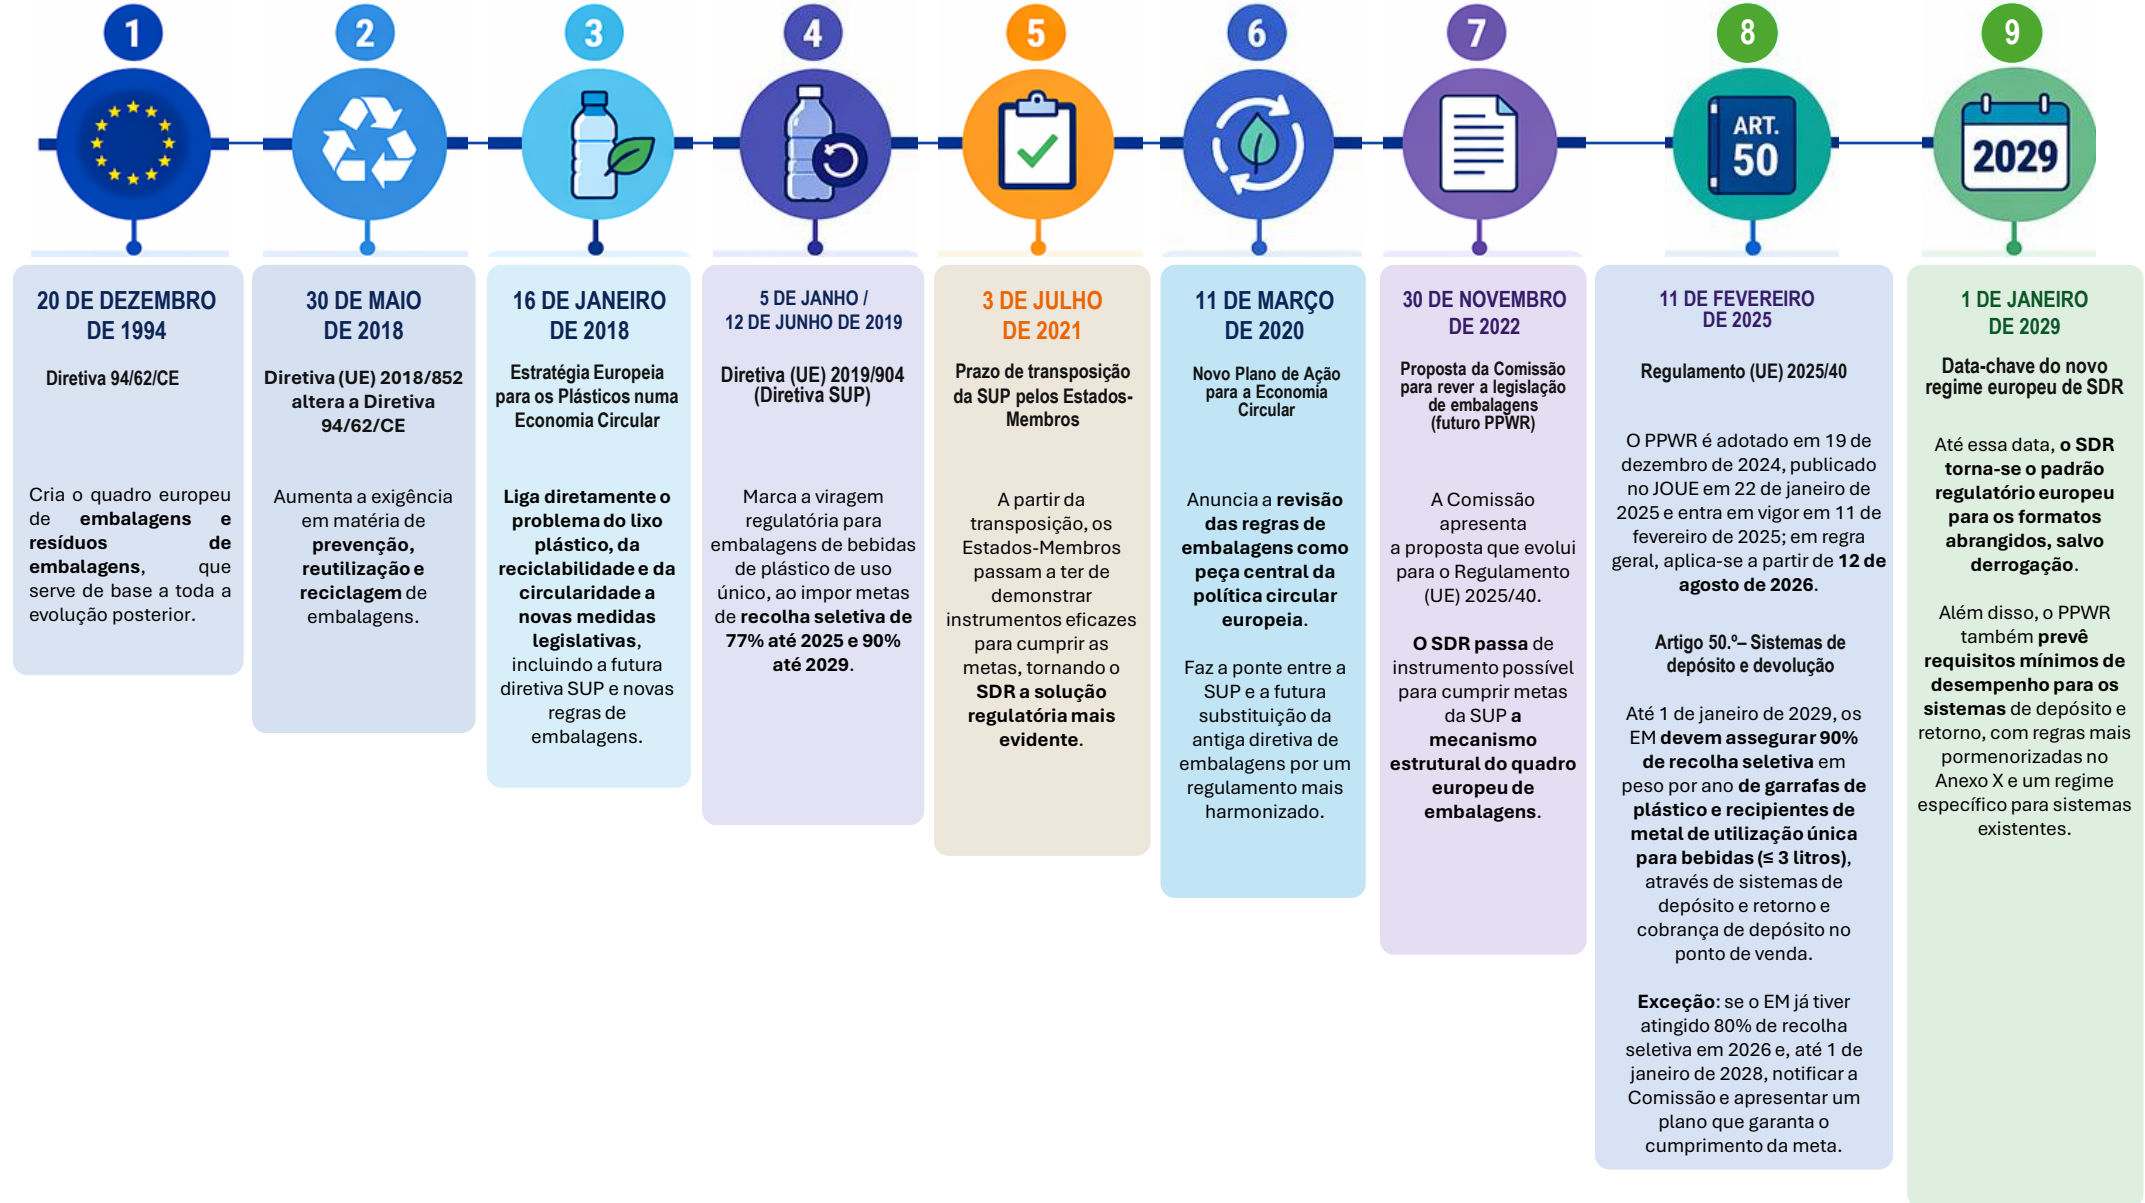 1
20 DE DEZEMBRO
DE 1994
Diretiva 94/62/CE
Cria o quadro europeu
de embalagens e
resíduos de
embalagens, que
serve de base a toda a
evolução posterior.
2
30 DE MAIO
DE 2018
Diretiva (UE) 2018/852
altera a Diretiva
94/62/CE
Aumenta a exigência
em matéria de
prevenção,
reutilização e
reciclagem de
embalagens.
3
16 DE JANEIRO
DE 2018
Estratégia Europeia
para os Plásticos numa
Economia Circular
Liga diretamente o
problema do lixo
plástico, da
reciclabilidade e da
circularidade a
novas medidas
legislativas,
incluindo a futura
diretiva SUP e novas
regras de
embalagens.
4
5 DE JANHO /
12 DE JUNHO DE 2019
Diretiva (UE) 2019/904
(Diretiva SUP)
Marca a viragem
regulatória para
embalagens de bebidas
de plástico de uso
único, ao impor metas
de recolha seletiva de
77% até 2025 e 90%
até 2029.
5
3 DE JULHO
DE 2021
Prazo de transposição
da SUP pelos Estados-
Membros
A partir da
transposição, os
Estados-Membros
passam a ter de
demonstrar
instrumentos eficazes
para cumprir as
metas, tornando o
SDR a solução
regulatória mais
evidente.
6
11 DE MARÇO
DE 2020
Novo Plano de Ação
para a Economia
Circular
Anuncia a revisão
das regras de
embalagens como
peça central da
política circular
europeia.
Faz a ponte entre a
SUP e a futura
substituição da
antiga diretiva de
embalagens por um
regulamento mais
harmonizado.
7
30 DE NOVEMBRO
DE 2022
Proposta da Comissão
para rever a legislação
de embalagens
(futuro PPWR)
A Comissão
apresenta
a proposta que evolui
para o Regulamento
(UE) 2025/40.
O SDR passa de
instrumento possível
para cumprir metas
da SUP a
mecanismo
estrutural do quadro
europeu de
embalagens.
8
ART.
50
11 DE FEVEREIRO
DE 2025
Regulamento (UE) 2025/40
O PPWR é adotado em 19 de
dezembro de 2024, publicado
no JOUE em 22 de janeiro de
2025 e entra em vigor em 11 de
fevereiro de 2025; em regra
geral, aplica-se a partir de 12 de
agosto de 2026.
Artigo 50.º– Sistemas de
depósito e devolução
Até 1 de janeiro de 2029, os
EM devem assegurar 90%
de recolha seletiva em
peso por ano de garrafas de
plástico e recipientes de
metal de utilização única
para bebidas (≤ 3 litros),
através de sistemas de
depósito e retorno e
cobrança de depósito no
ponto de venda.
Exceção: se o EM já tiver
atingido 80% de recolha
seletiva em 2026 e, até 1 de
janeiro de 2028, notificar a
Comissão e apresentar um
plano que garanta o
cumprimento da meta.
9
2029
1 DE JANEIRO
DE 2029
Data-chave do novo
regime europeu de SDR
Até essa data, o SDR
torna-se o padrão
regulatório europeu
para os formatos
abrangidos, salvo
derrogação.
Além disso, o PPWR
também prevê
requisitos mínimos de
desempenho para os
sistemas de depósito e
retorno, com regras mais
pormenorizadas no
Anexo X e um regime
específico para sistemas
existentes.